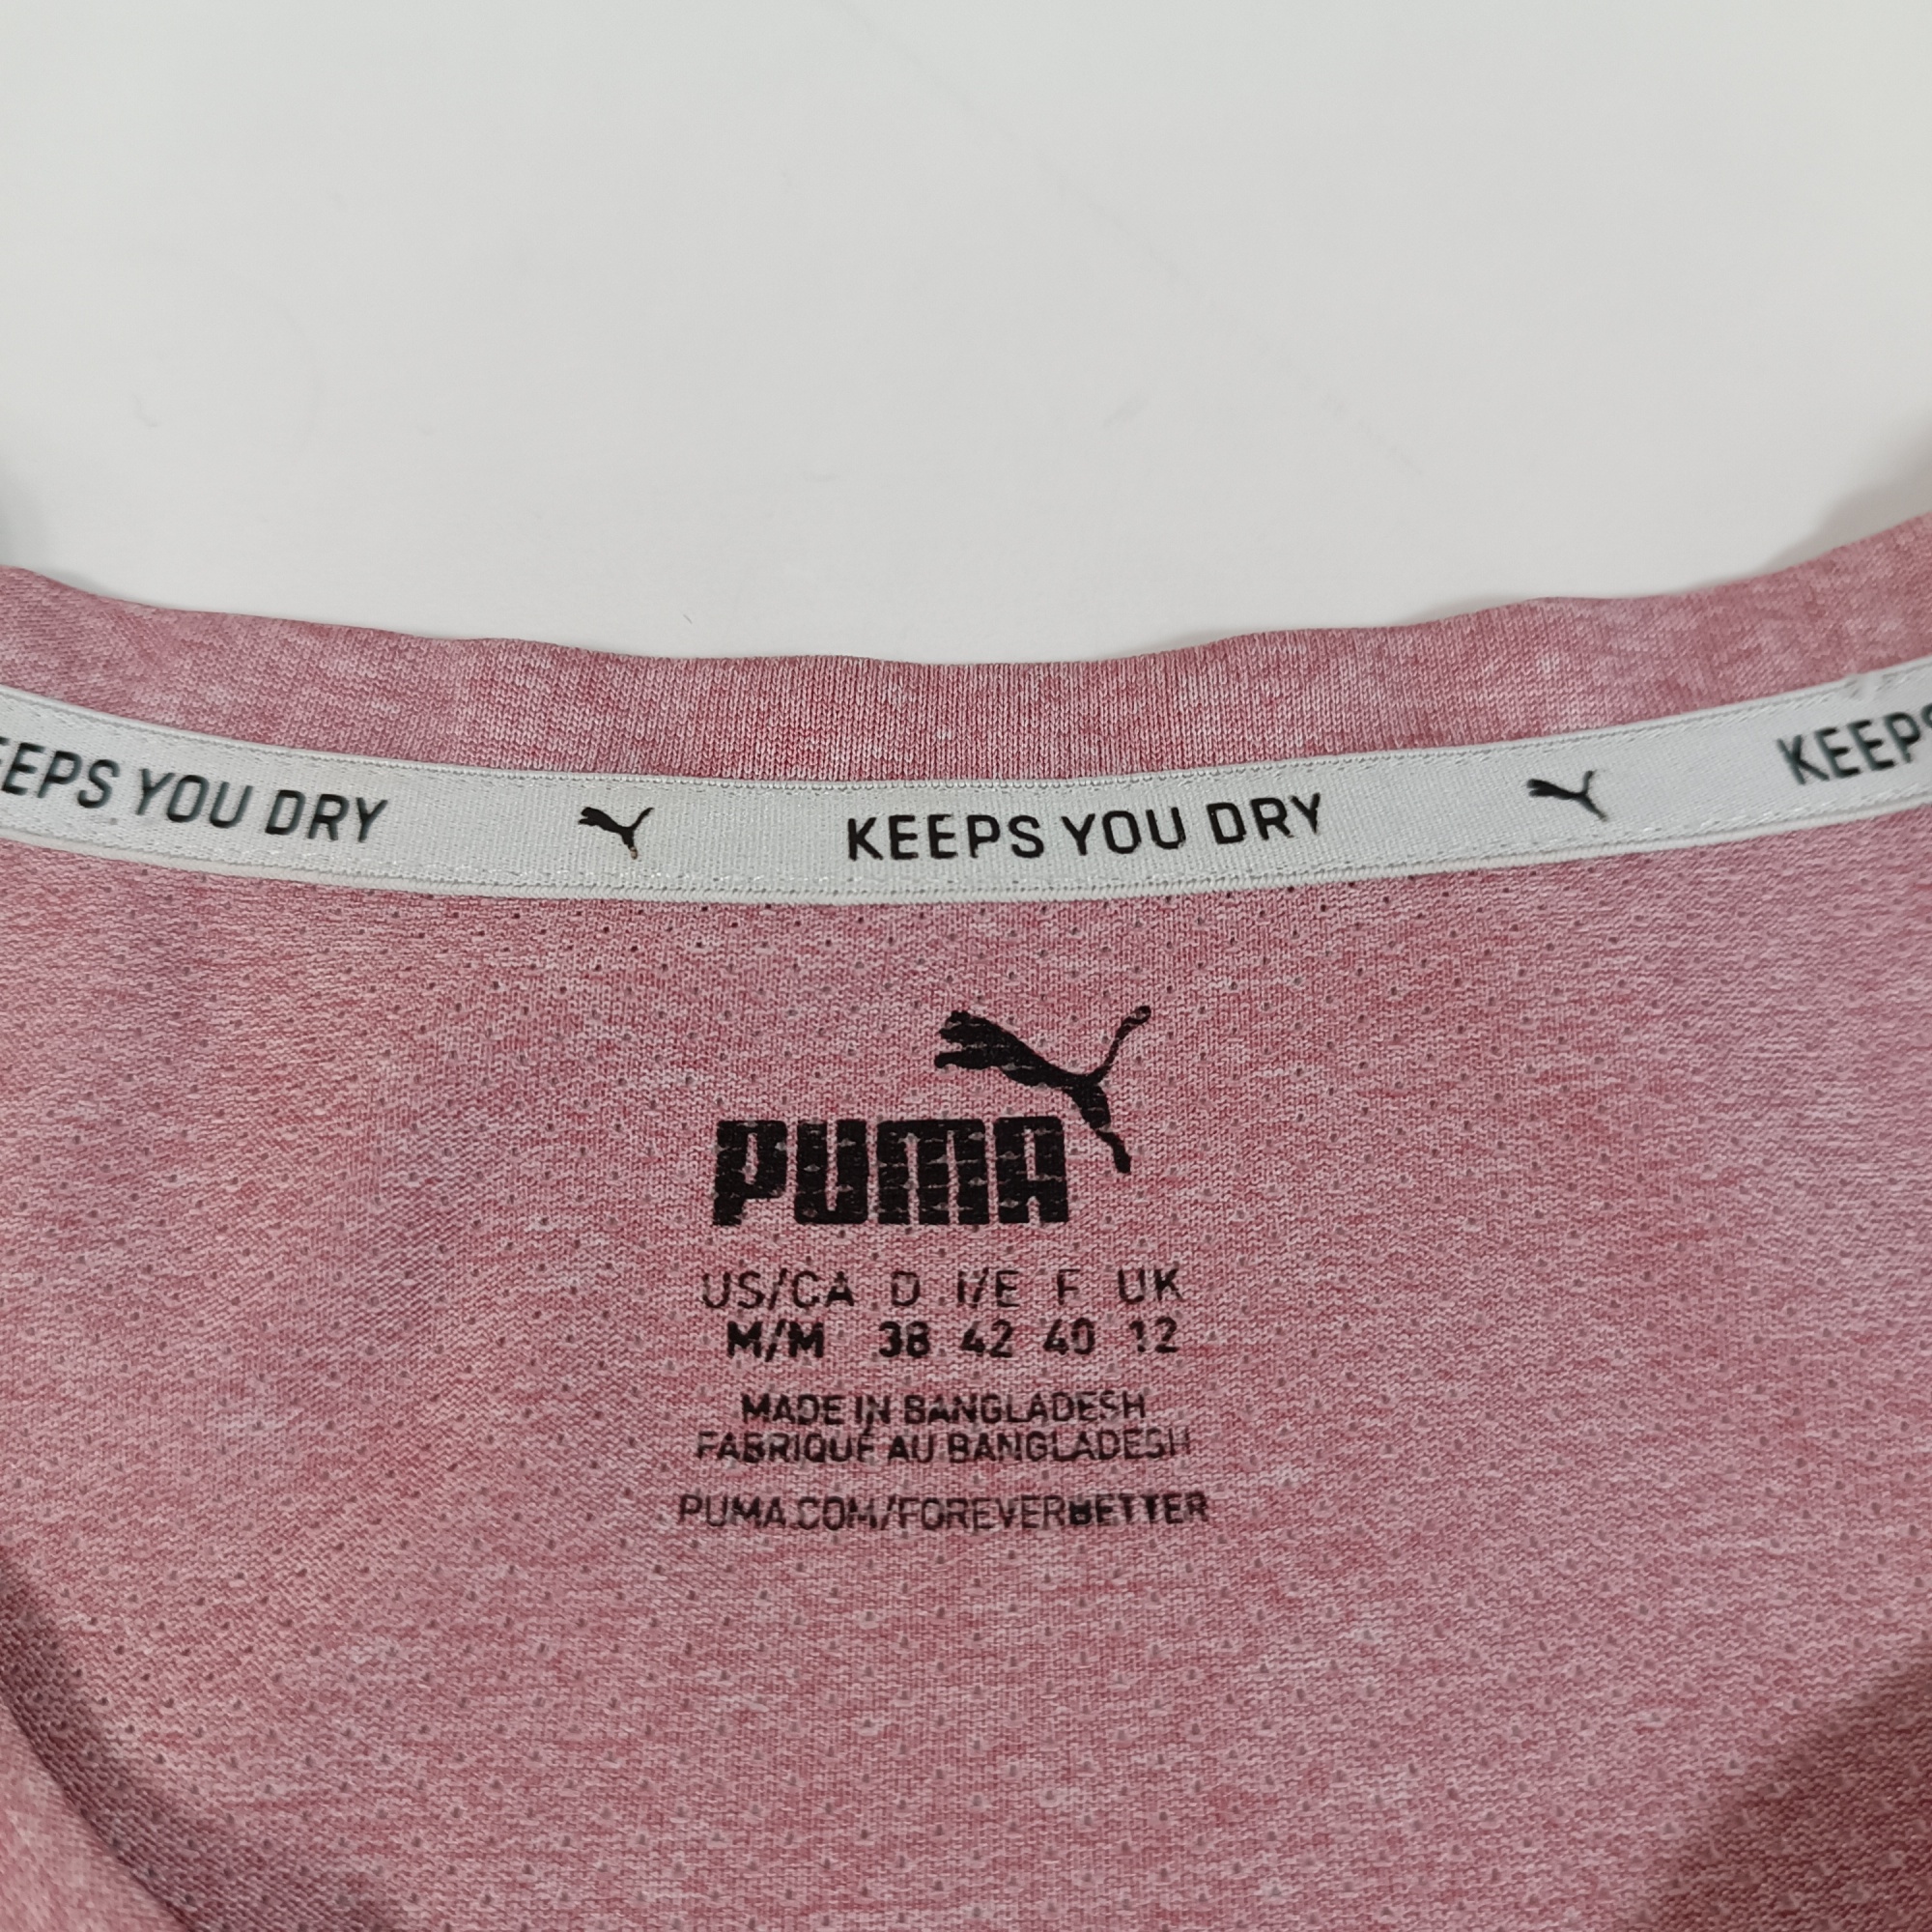 KEEPS YOU DRY KEEPS YOU DRY KEEPS
PUMA
US/CA D I/E F UK
M/M 38 42 40 12
MADE IN BANGLADESH
FABRIQUÉ AU BANGLADESH
PUMA.COM/FOREVERBETTER